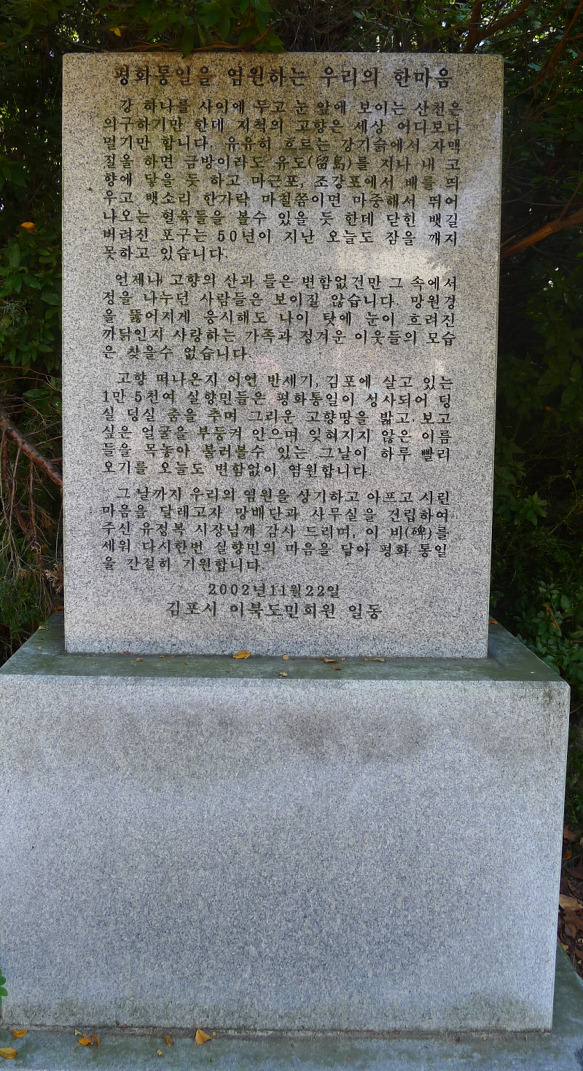 평화통일을 염원하는 우리의 한마음
강 하나를 사이에 두고 눈 앞에 보이는 산천은
의구하기만 한데 지척의 고향은 세상 어디보다
멀기만 합니다. 유유히 흐르는 강기슭에서 자맥
질을 하면 금방이라도 유도(留島)를 지나 내 고
향에 닿을 듯 하고 마근포, 조강포에서 배를 띄
우고 뱃소리 한가락 마칠쯤이면 마중해서 뛰어
나오는 혈육들을 볼수 있을 듯 한데 닫힌 뱃길
버려진 포구는 50년이 지난 오늘도 잠을 깨지
못하고 있습니다.
언제나 고향의 산과 들은 변함없건만 그 속에서
정을 나누던 사람들은 보이질 않습니다. 망원경
을 뚫어지게 응시해도 나이 탓에 눈이 흐려진
까닭인지 사랑하는 가족과 정겨운 이웃들의 모습
은 찾을수 없습니다.
고향 떠나온지 어언 반세기, 김포에 살고 있는
1만 5천여 실향민들은 평화통일이 성사되어 덩
실 덩실 춤을 추며 그리운 고향땅을 밟고 보고
싶은 얼굴을 부둥켜 안으며 잊혀지지 않은 이름
들을 목놓아 불러볼수 있는 그날이 하루 빨리
오기를 오늘도 변함없이 염원합니다.
그날까지 우리의 염원을 상기하고 아프고 시린
마음을 달래고자 망배단과 사무실을 건립하여
주신 유정복 시장님께 감사 드리며, 이 비(碑)를
세워 다시한번 실향민의 마음을 담아 평화 통일
을 간절히 기원합니다.
2002년11월22일
김포시 이북도민회원 일동